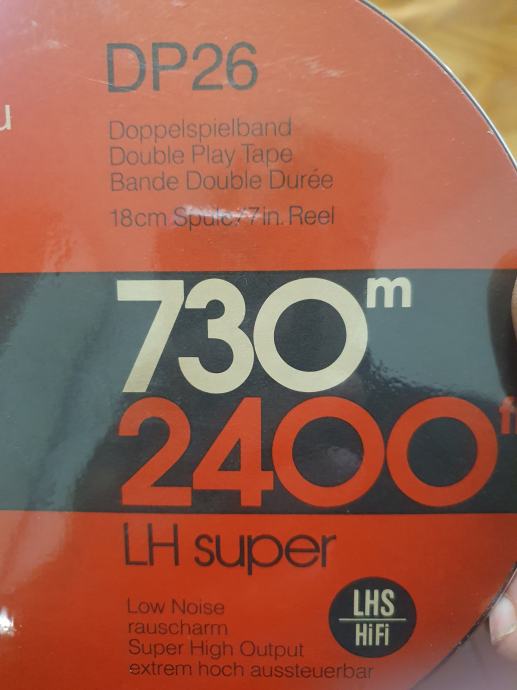 DP26
Doppelspielband
Double Play Tape
Bande Double Durée
18cm Spule/7in. Reel
730m
2400
LH super
Low Noise
rauscharm
Super High Output
extrem hoch aussteuerbar
LHS
HiFi